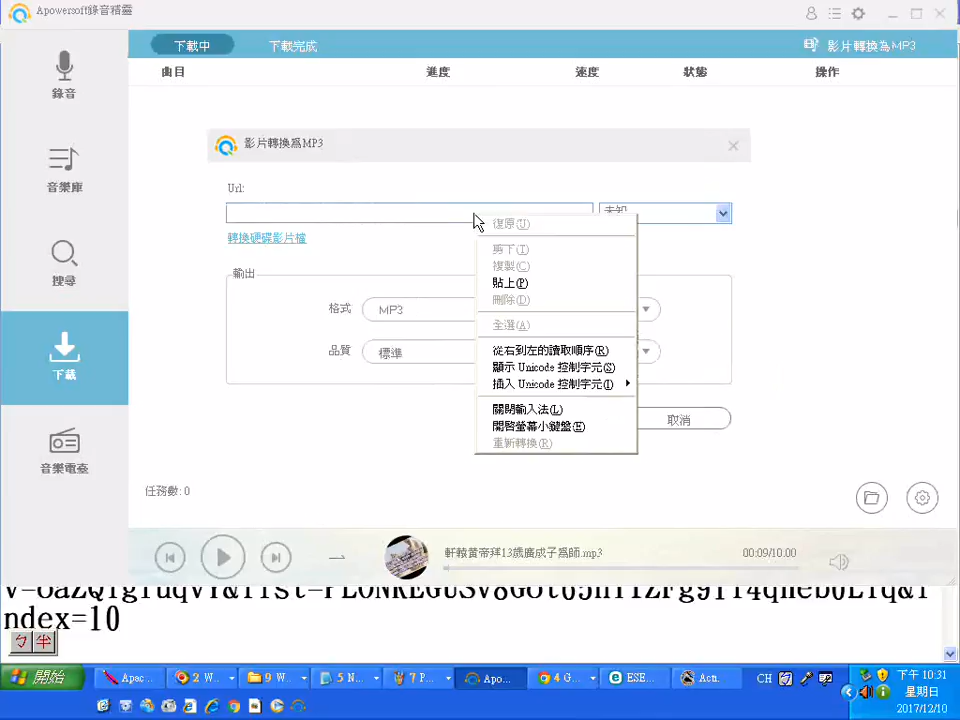 Apowersoft錄音精靈
下載中
下載完成
影片轉換為MP3
曲目
進度
速度
狀態
操作
錄音
音樂庫
搜尋
下載
音樂電臺
影片轉換為MP3
Url:
未知
轉換硬碟影片檔
輸出
格式
MP3
品質
標準
取消
復原(U)
剪下(T)
複製(C)
貼上(P)
刪除(D)
全選(A)
從右到左的讀取順序(R)
顯示 Unicode 控制字元(S)
插入 Unicode 控制字元(I)
關閉輸入法(L)
開啓螢幕小鍵盤(E)
重新轉換(R)
任務數: 0
軒轅黃帝拜13歲廣成子為師.mp3
00:09/10:00
ndex=10
ㄅ半
開始
Apac...
2 W...
9 W...
5 N...
7 P...
Apo...
4 G...
ESE...
Acti...
CH
下午 10:31
星期日
2017/12/10